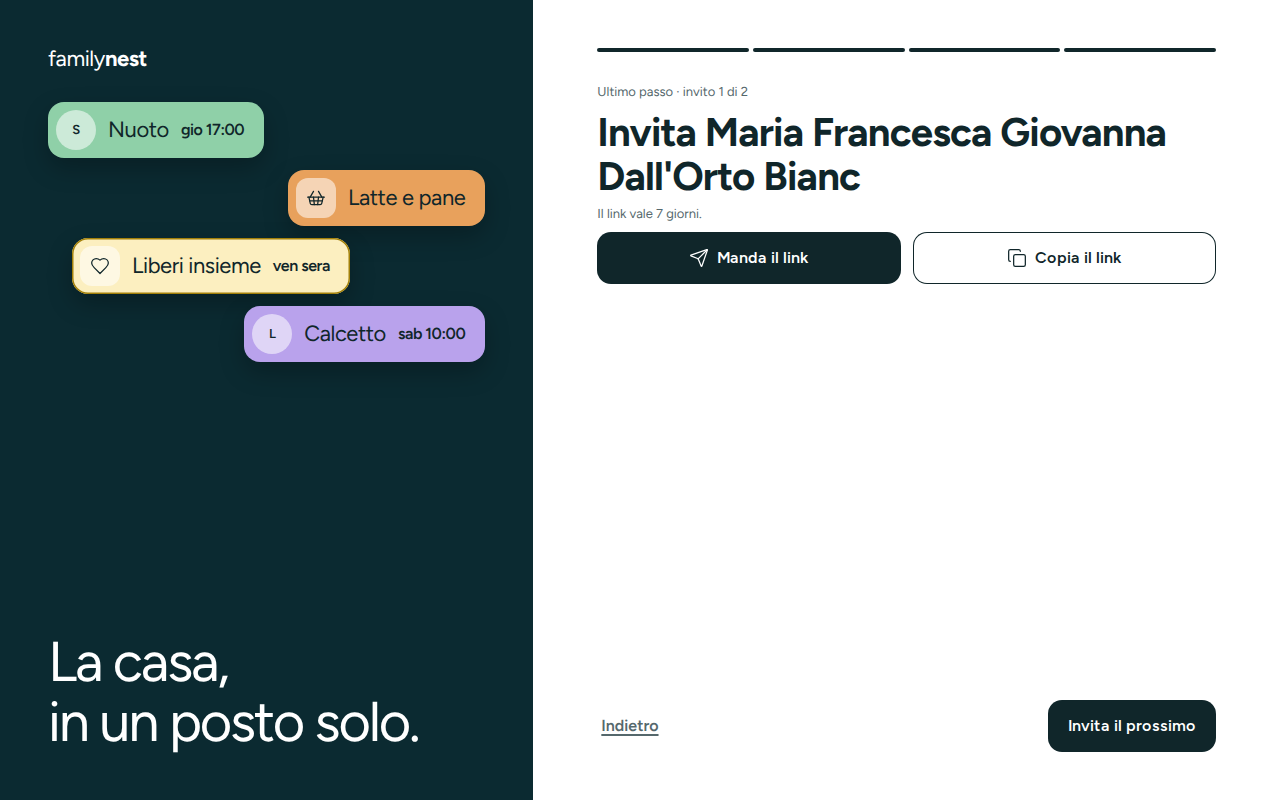 familynest
S Nuoto gio 17:00
Latte e pane
Liberi insieme ven sera
L Calcetto sab 10:00
La casa,
in un posto solo.
Ultimo passo · invito 1 di 2
Invita Maria Francesca Giovanna
Dall'Orto Bianc
Il link vale 7 giorni.
Manda il link
Copia il link
Indietro
Invita il prossimo